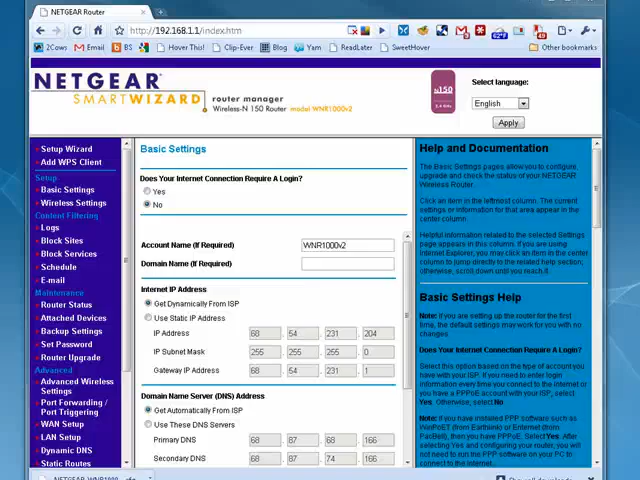 NETGEAR Router
http://192.168.1.1/index.htm
2Cows Email BS Hover This! Clip-Ever Blog Yarn ReadLater SweetHover Other bookmarks
NETGEAR
SMARTWIZARD router manager
Wireless-N 150 Router model WNR1000v2
N150
Select language:
English
Apply
Setup Wizard
Add WPS Client
Setup
Basic Settings
Wireless Settings
Content Filtering
Logs
Block Sites
Block Services
Schedule
E-mail
Maintenance
Router Status
Attached Devices
Backup Settings
Set Password
Router Upgrade
Advanced
Advanced Wireless
Settings
Port Forwarding /
Port Triggering
WAN Setup
LAN Setup
Dynamic DNS
Static Routes
Basic Settings
Does Your Internet Connection Require A Login?
Yes
No
Account Name (If Required) WNR1000v2
Domain Name (If Required)
Internet IP Address
Get Dynamically From ISP
Use Static IP Address
IP Address 68 54 231 204
IP Subnet Mask 255 255 255 0
Gateway IP Address 68 54 231 1
Domain Name Server (DNS) Address
Get Automatically From ISP
Use These DNS Servers
Primary DNS 68 87 68 166
Secondary DNS 68 87 74 166
Help and Documentation
The Basic Settings pages allow you to configure,
upgrade and check the status of your NETGEAR
Wireless Router.
Click an item in the leftmost column. The current
settings or information for that area appear in the
center column.
Helpful information related to the selected Settings
page appears in this column. If you are using
Internet Explorer, you may click an item in the
center column to jump directly to the related help section;
otherwise, scroll down until you reach it.
Basic Settings Help
Note: If you are setting up the router for the first
time, the default settings may work for you with no
changes.
Does Your Internet Connection Require A Login?
Select this option based on the type of account you
have with your ISP. If you need to enter login
information every time you connect to the Internet or
you have a PPPoE account with your ISP, select
Yes. Otherwise, select No.
Note: If you have installed PPP software such as
WinPoET (from Earthlink) or Enternet (from
PacBell), then you have PPPoE. Select Yes. After
selecting Yes and configuring your router, you will
not need to run the PPP software on your PC to
connect to the Internet.